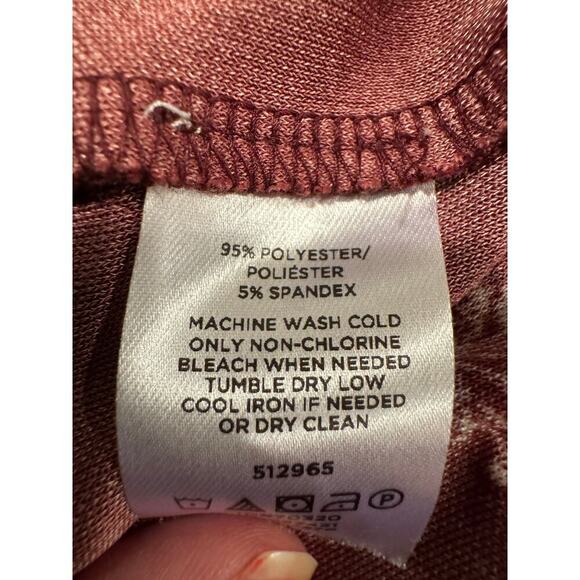 95% POLYESTER/
POLIÉSTER
5% SPANDEX
MACHINE WASH COLD
ONLY NON-CHLORINE
BLEACH WHEN NEEDED
TUMBLE DRY LOW
COOL IRON IF NEEDED
OR DRY CLEAN
512965
P